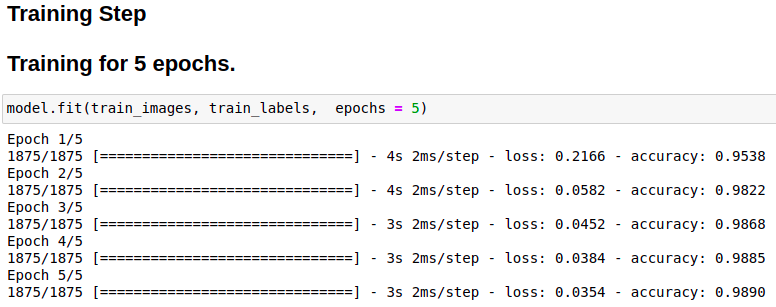 Training Step
Training for 5 epochs.
model.fit(train_images, train_labels,  epochs = 5)
Epoch 1/5
1875/1875 [==============================] - 4s 2ms/step - loss: 0.2166 - accuracy: 0.9538
Epoch 2/5
1875/1875 [==============================] - 4s 2ms/step - loss: 0.0582 - accuracy: 0.9822
Epoch 3/5
1875/1875 [==============================] - 3s 2ms/step - loss: 0.0452 - accuracy: 0.9868
Epoch 4/5
1875/1875 [==============================] - 3s 2ms/step - loss: 0.0384 - accuracy: 0.9885
Epoch 5/5
1875/1875 [==============================] - 3s 2ms/step - loss: 0.0354 - accuracy: 0.9890